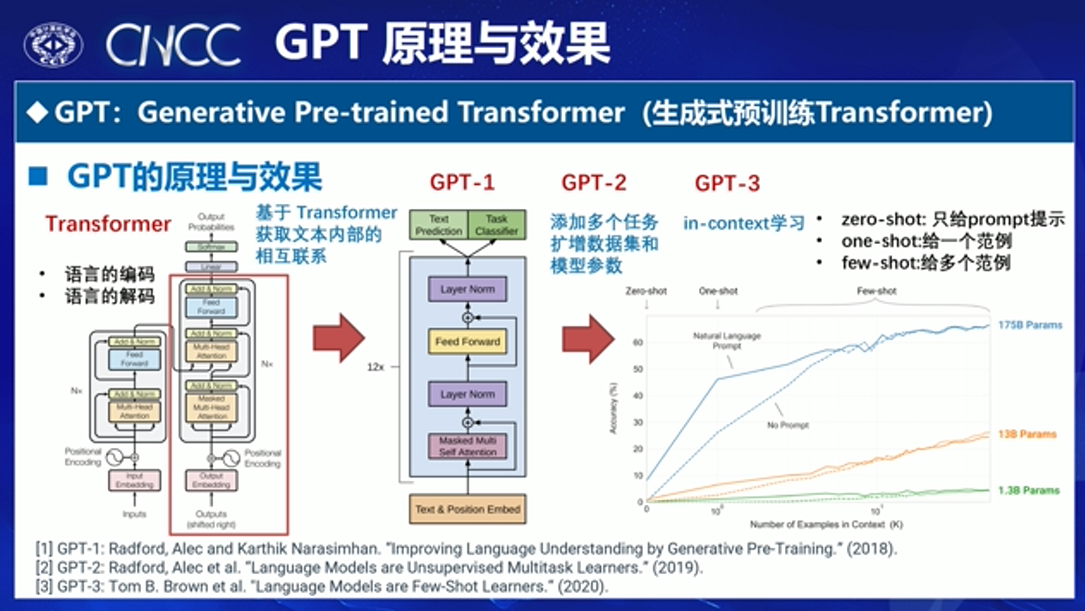 中国计算机学会
CCF
CNCC
GPT 原理与效果
◆ GPT：Generative Pre-trained Transformer（生成式预训练Transformer）
■ GPT的原理与效果
Transformer
• 语言的编码
• 语言的解码
基于 Transformer
获取文本内部的
相互联系
Output
Probabilities
Softmax
Linear
Add & Norm
Feed
Forward
Add & Norm
Multi-Head
Attention
Add & Norm
Masked
Multi-Head
Attention
N×
Add & Norm
Feed
Forward
Add & Norm
Multi-Head
Attention
N×
Positional
Encoding
Positional
Encoding
Input
Embedding
Output
Embedding
Inputs
Outputs
(shifted right)
GPT-1
Text
Prediction
Task
Classifier
Layer Norm
Feed Forward
12x
Layer Norm
Masked Multi
Self Attention
Text & Position Embed
GPT-2
添加多个任务
扩增数据集和
模型参数
GPT-3
in-context学习
• zero-shot: 只给prompt提示
• one-shot:给一个范例
• few-shot:给多个范例
Zero-shot
One-shot
Few-shot
175B Params
Natural Language
Prompt
No Prompt
13B Params
1.3B Params
Accuracy (%)
60
50
40
30
20
10
0
0
10⁰
10¹
Number of Examples in Context (K)
[1] GPT-1: Radford, Alec and Karthik Narasimhan. “Improving Language Understanding by Generative Pre-Training.” (2018).
[2] GPT-2: Radford, Alec et al. “Language Models are Unsupervised Multitask Learners.” (2019).
[3] GPT-3: Tom B. Brown et al. “Language Models are Few-Shot Learners.“ (2020).